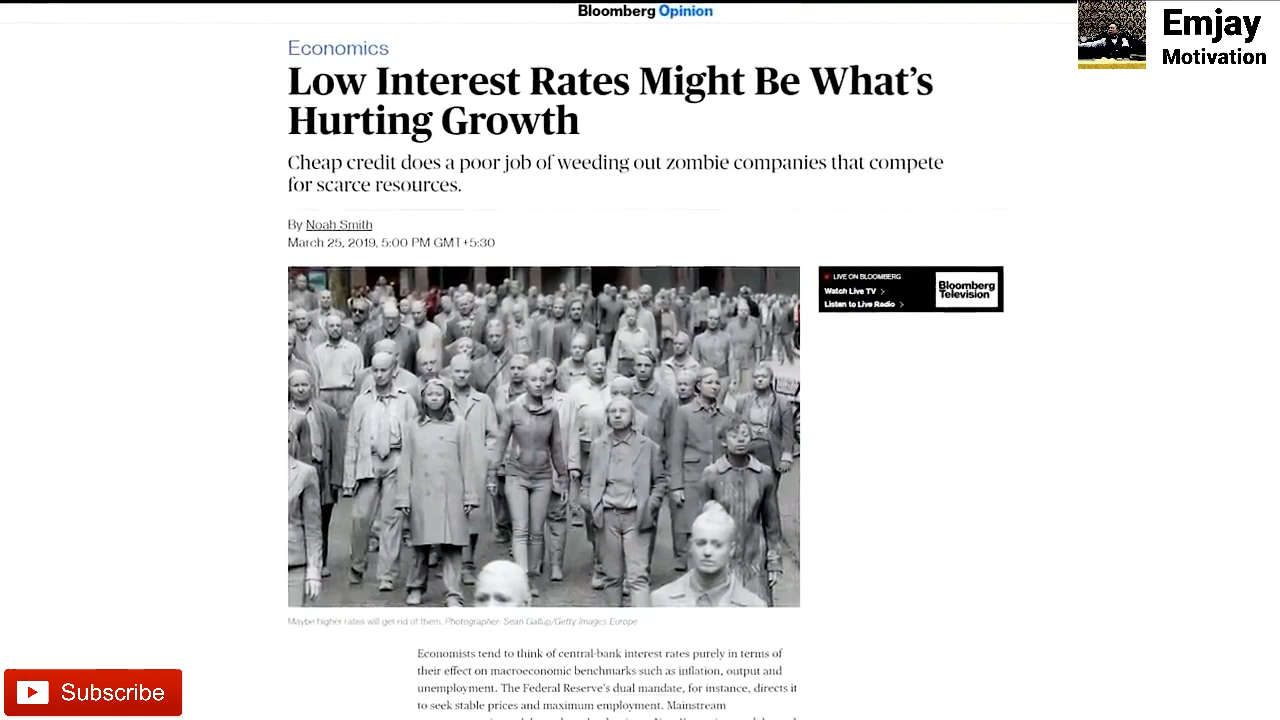 Bloomberg Opinion
Emjay
Motivation
Economics
Low Interest Rates Might Be What's
Hurting Growth
Cheap credit does a poor job of weeding out zombie companies that compete
for scarce resources.
By Noah Smith
March 25, 2019, 5:00 PM GMT+5:30
LIVE ON BLOOMBERG
Watch Live TV >
Listen to Live Radio >
Bloomberg
Television
Maybe higher rates will get rid of them. Photographer: Sean Gallup/Getty Images Europe
Economists tend to think of central-bank interest rates purely in terms of
their effect on macroeconomic benchmarks such as inflation, output and
unemployment. The Federal Reserve's dual mandate, for instance, directs it
to seek stable prices and maximum employment. Mainstream
Subscribe